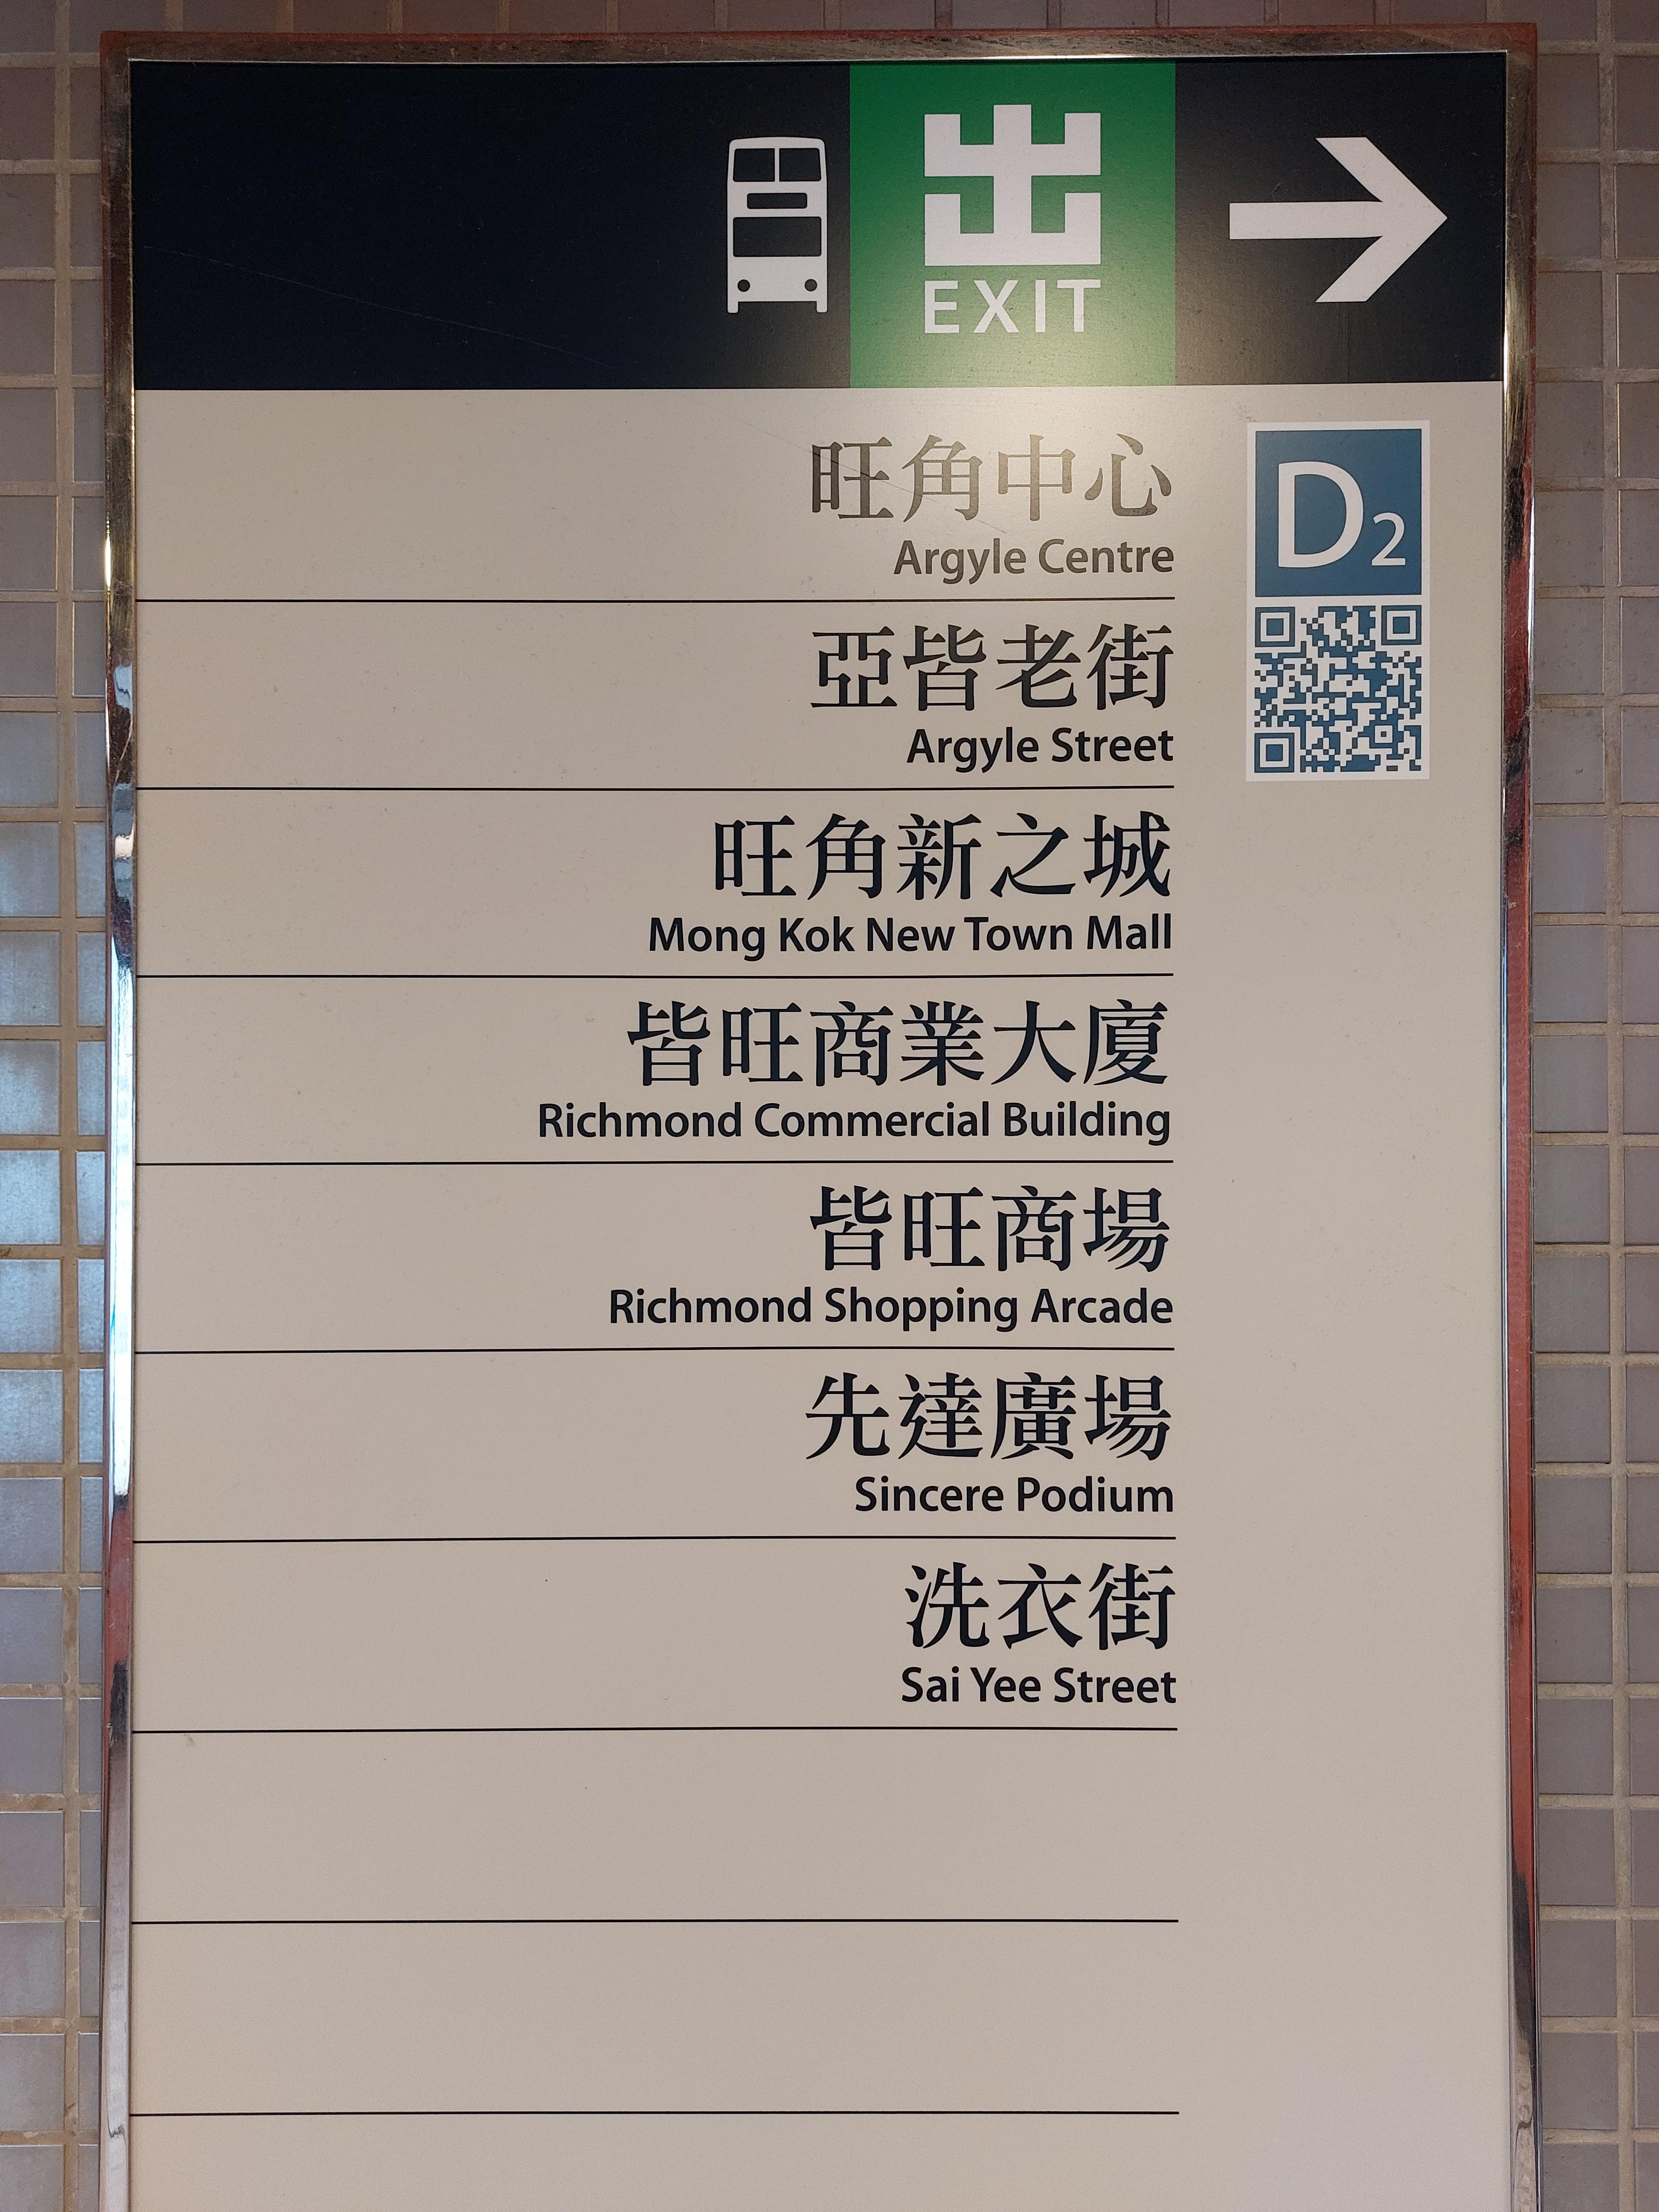 出
EXIT
旺角中心
Argyle Centre
D2
亞皆老街
Argyle Street
旺角新之城
Mong Kok New Town Mall
皆旺商業大廈
Richmond Commercial Building
皆旺商場
Richmond Shopping Arcade
先達廣場
Sincere Podium
洗衣街
Sai Yee Street